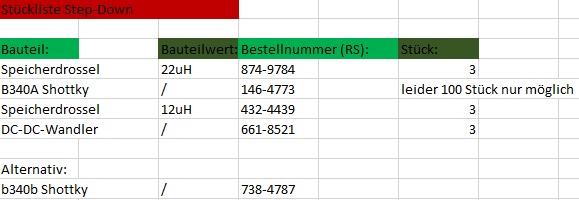 Stückliste Step-Down
Bauteil: Bauteilwert: Bestellnummer (RS): Stück:
Speicherdrossel 22uH 874-9784 3
B340A Shottky / 146-4773 leider 100 Stück nur möglich
Speicherdrossel 12uH 432-4439 3
DC-DC-Wandler / 661-8521 3
Alternativ:
b340b Shottky / 738-4787